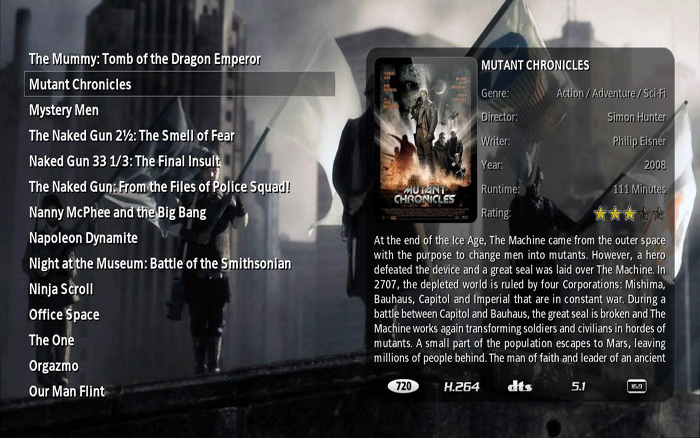 The Mummy: Tomb of the Dragon Emperor
Mutant Chronicles
Mystery Men
The Naked Gun 2½: The Smell of Fear
Naked Gun 33 1/3: The Final Insult
The Naked Gun: From the Files of Police Squad!
Nanny McPhee and the Big Bang
Napoleon Dynamite
Night at the Museum: Battle of the Smithsonian
Ninja Scroll
Office Space
The One
Orgazmo
Our Man Flint
MUTANT CHRONICLES
Genre: Action / Adventure / Sci-Fi
Director: Simon Hunter
Writer: Philip Eisner
Year: 2008
Runtime: 111 Minutes
Rating:
MUTANT
CHRONICLES
At the end of the Ice Age, The Machine came from the outer space
with the purpose to change men into mutants. However, a hero
defeated the device and a great seal was laid over The Machine. In
2707, the depleted world is ruled by four Corporations: Mishima,
Bauhaus, Capitol and Imperial that are in constant war. During a
battle between Capitol and Bauhaus, the great seal is broken and The
Machine works again transforming soldiers and civilians in hordes of
mutants. A small part of the population escapes to Mars, leaving
millions of people behind. The man of faith and leader of an ancient
720 H.264 dts 5.1 16:9